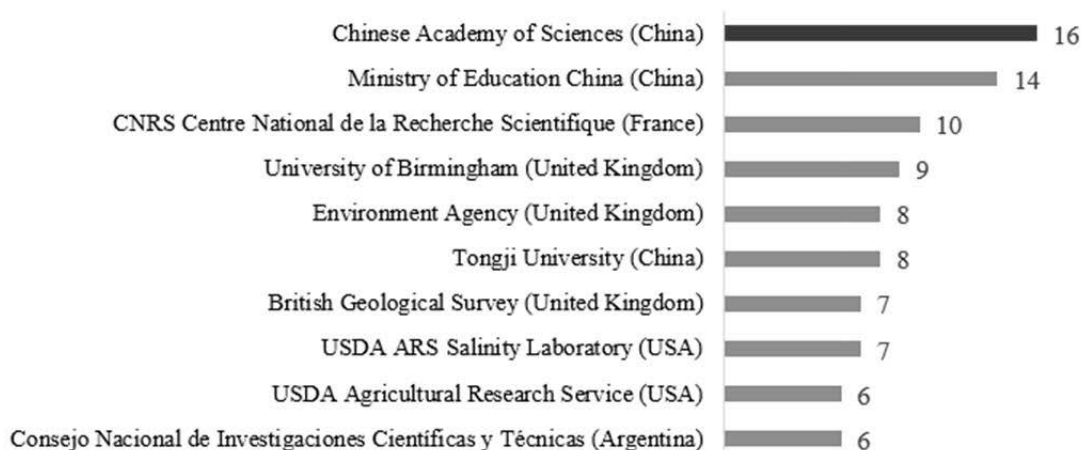 Chinese Academy of Sciences (China) 16
Ministry of Education China (China) 14
CNRS Centre National de la Recherche Scientifique (France) 10
University of Birmingham (United Kingdom) 9
Environment Agency (United Kingdom) 8
Tongji University (China) 8
British Geological Survey (United Kingdom) 7
USDA ARS Salinity Laboratory (USA) 7
USDA Agricultural Research Service (USA) 6
Consejo Nacional de Investigaciones Científicas y Técnicas (Argentina) 6